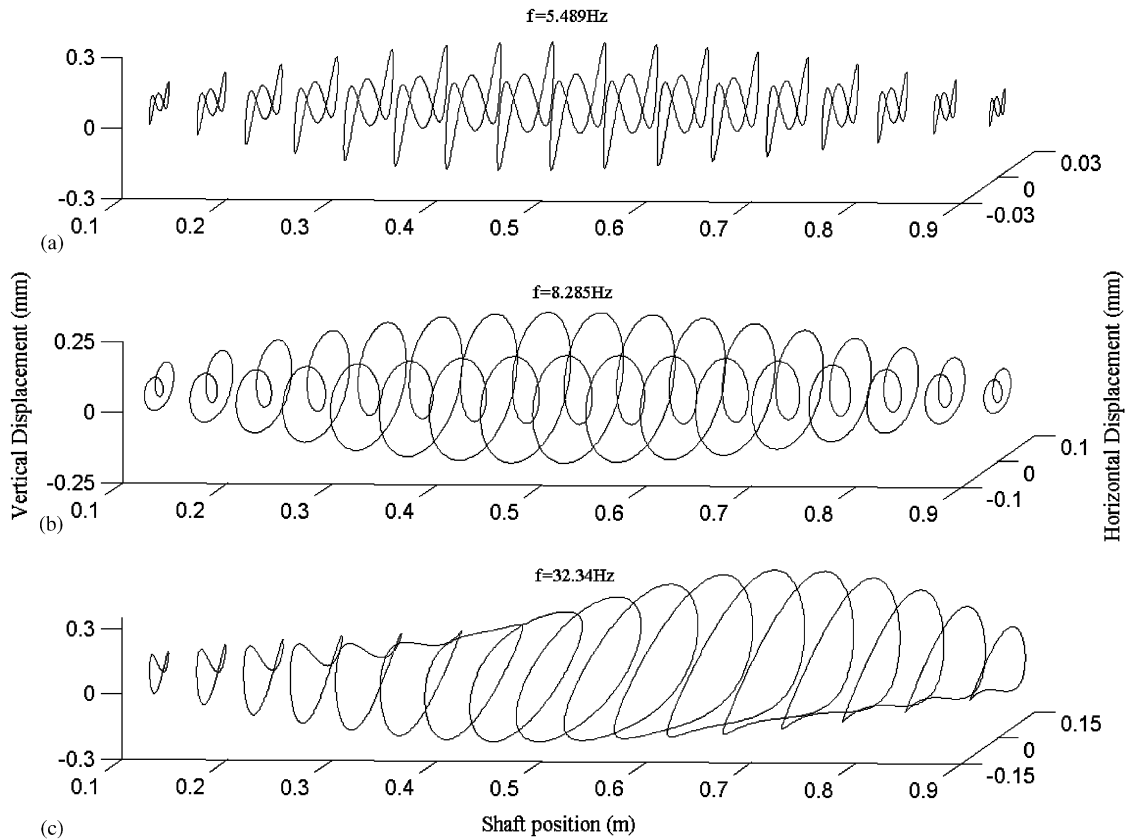 f=5.489Hz
0.3
0
-0.3
0.03
0
-0.03
0.1 0.2 0.3 0.4 0.5 0.6 0.7 0.8 0.9
(a)
f=8.285Hz
0.25
0
-0.25
0.1
0
-0.1
0.1 0.2 0.3 0.4 0.5 0.6 0.7 0.8 0.9
(b)
Vertical Displacement (mm)
Horizontal Displacement (mm)
f=32.34Hz
0.3
0
-0.3
0.15
0
-0.15
0.1 0.2 0.3 0.4 0.5 0.6 0.7 0.8 0.9
Shaft position (m)
(c)